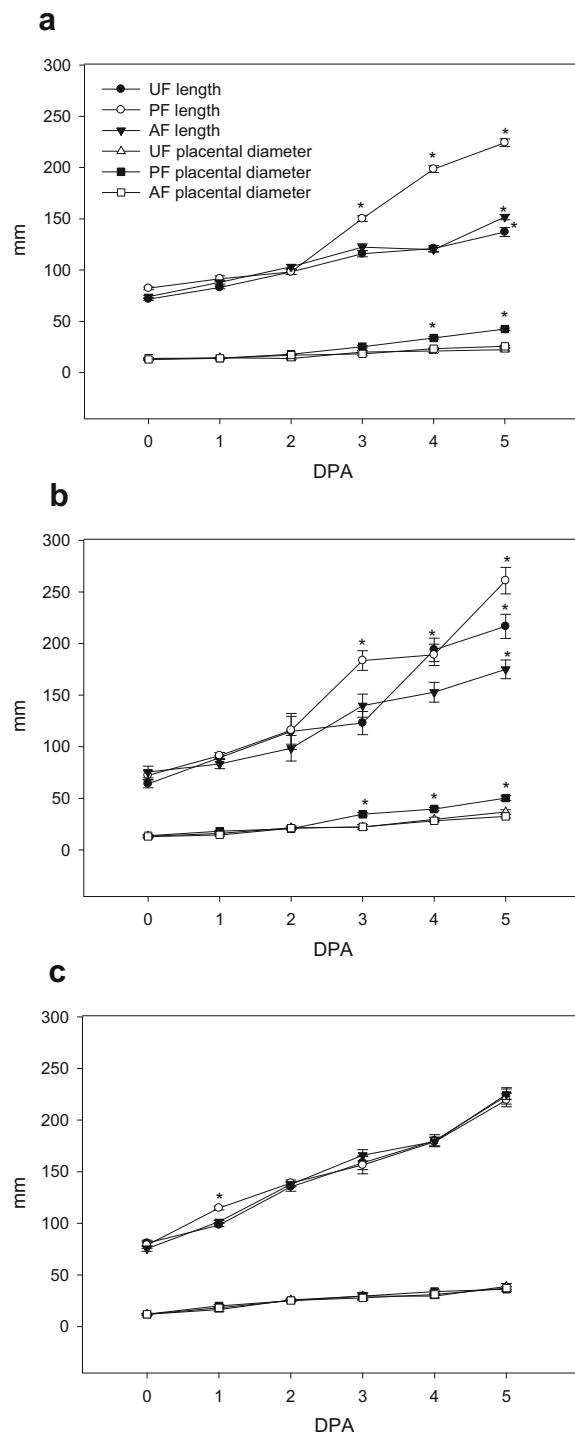 a
300
250
200
150
100
50
0
mm
UF length
PF length
AF length
UF placental diameter
PF placental diameter
AF placental diameter
* * * * * * *
0 1 2 3 4 5
DPA
b
300
250
200
150
100
50
0
mm
* * * * * * * *
0 1 2 3 4 5
DPA
c
300
250
200
150
100
50
0
mm
*
0 1 2 3 4 5
DPA